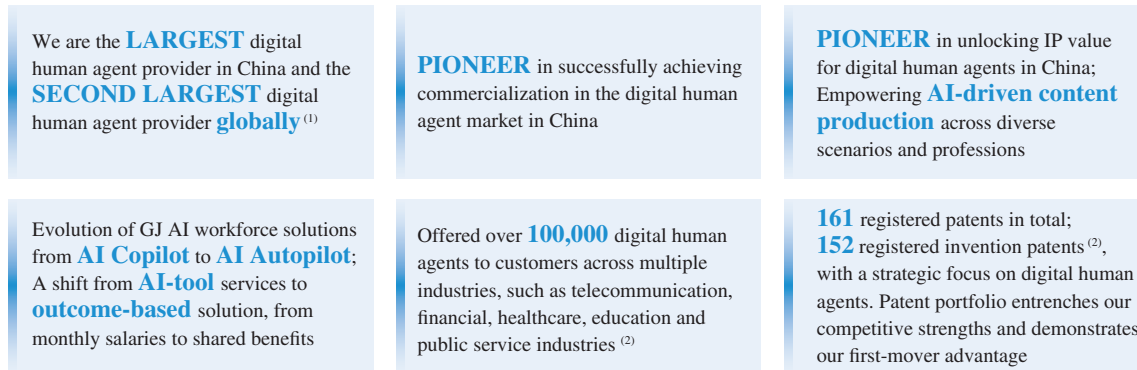 We are the LARGEST digital
human agent provider in China and the
SECOND LARGEST digital
human agent provider globally (1)
PIONEER in successfully achieving
commercialization in the digital human
agent market in China
PIONEER in unlocking IP value
for digital human agents in China;
Empowering AI-driven content
production across diverse
scenarios and professions
Evolution of GJ AI workforce solutions
from AI Copilot to AI Autopilot;
A shift from AI-tool services to
outcome-based solution, from
monthly salaries to shared benefits
Offered over 100,000 digital human
agents to customers across multiple
industries, such as telecommunication,
financial, healthcare, education and
public service industries (2)
161 registered patents in total;
152 registered invention patents (2),
with a strategic focus on digital human
agents. Patent portfolio entrenches our
competitive strengths and demonstrates
our first-mover advantage